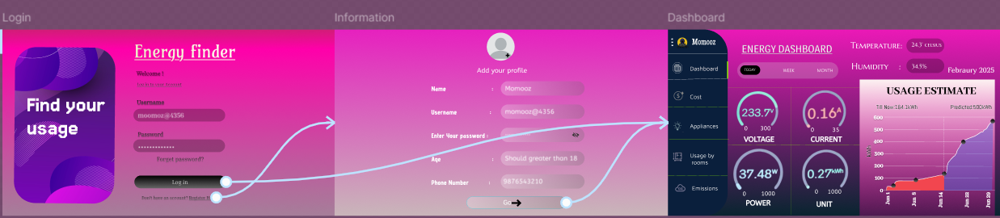 Login
Information
Dashboard
Find your
usage
Energy finder
Welcome !
Log in to your Account
Username
moomoz@4356
Password
Forgot password?
Log in
Don't have an account? Register
Add your profile
Name : Momooz
Username : momooz@4356
Enter Your password :
Age : Should greater than 18
Phone Number : 9876543210
Go
Momooz
Dashboard
Cost
Appliances
Usage by
rooms
Emissions
ENERGY DASHBOARD
TODAY WEEK MONTH
TEMPERATURE: 24.3° CELSIUS
HUMIDITY : 34.5%
Febraury 2025
233.7V
0 300
VOLTAGE
0.16A
0 35
CURRENT
37.48W
0 1000
POWER
0.27kWh
0 1000
UNIT
USAGE ESTIMATE
Till Now:164.1kWh Predicted:580kWh
600
500
400
300
200
100
0
kWh
Jun 1 Jun 8 Jun 14 Jun 22 Jun 29